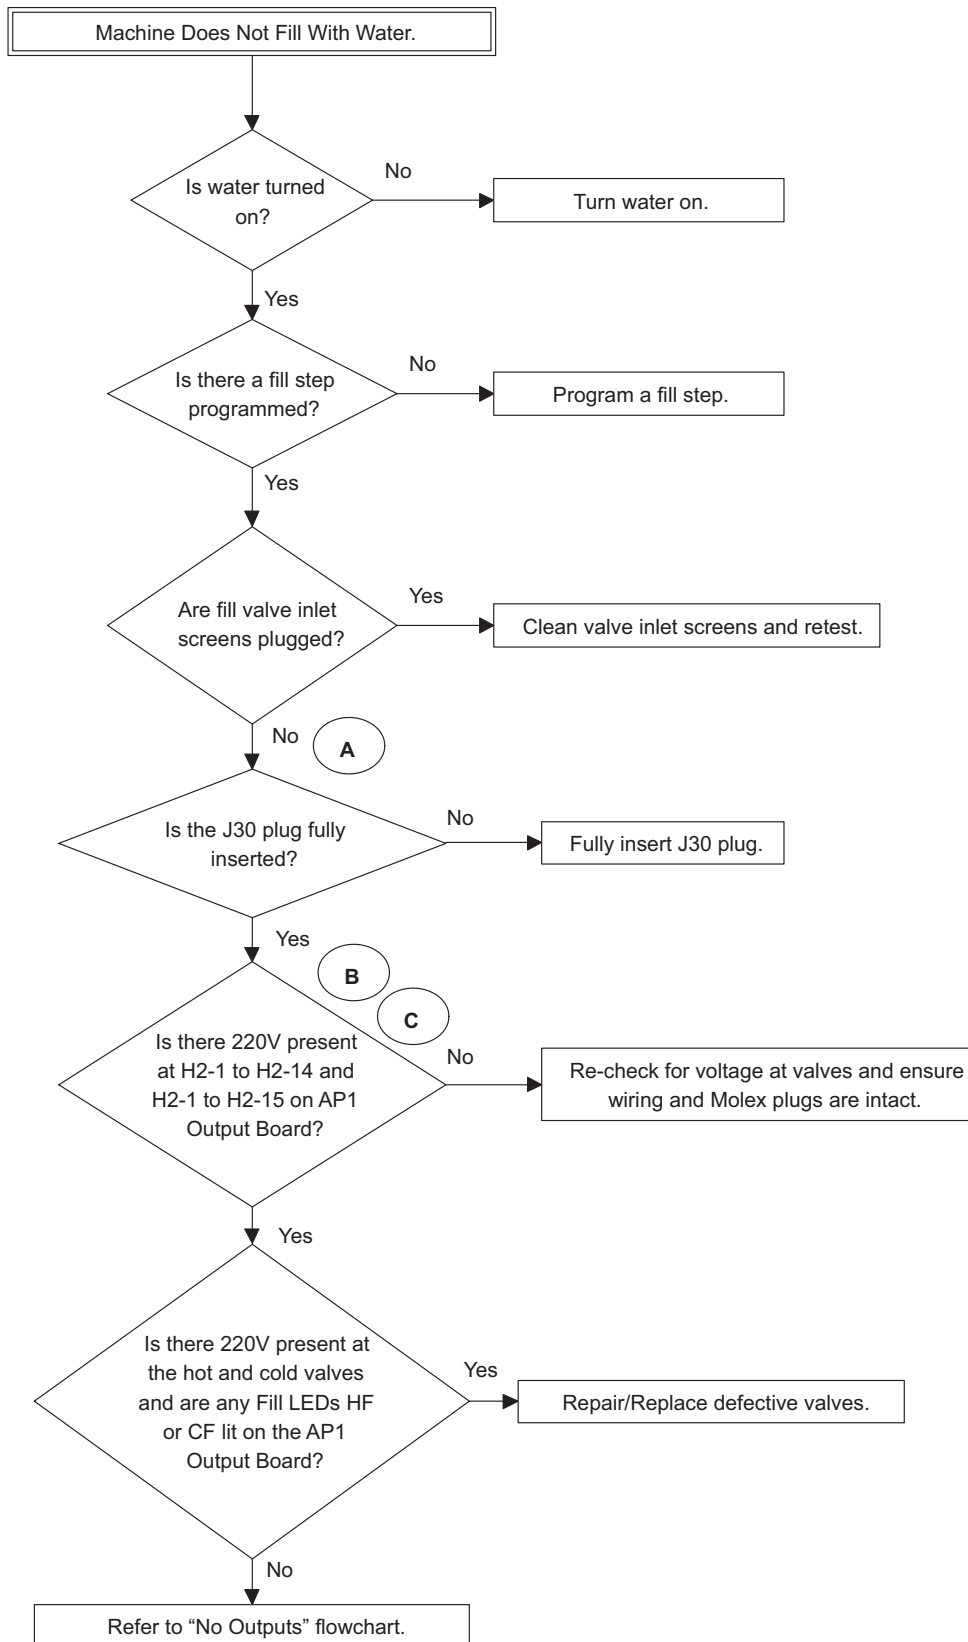 Machine Does Not Fill With Water.
Is water turned
on?
No
Turn water on.
Yes
Is there a fill step
programmed?
No
Program a fill step.
Yes
Are fill valve inlet
screens plugged?
Yes
Clean valve inlet screens and retest.
No
A
Is the J30 plug fully
inserted?
No
Fully insert J30 plug.
Yes
B
C
Is there 220V present
at H2-1 to H2-14 and
H2-1 to H2-15 on AP1
Output Board?
No
Re-check for voltage at valves and ensure
wiring and Molex plugs are intact.
Yes
Is there 220V present at
the hot and cold valves
and are any Fill LEDs HF
or CF lit on the AP1
Output Board?
Yes
Repair/Replace defective valves.
No
Refer to “No Outputs” flowchart.